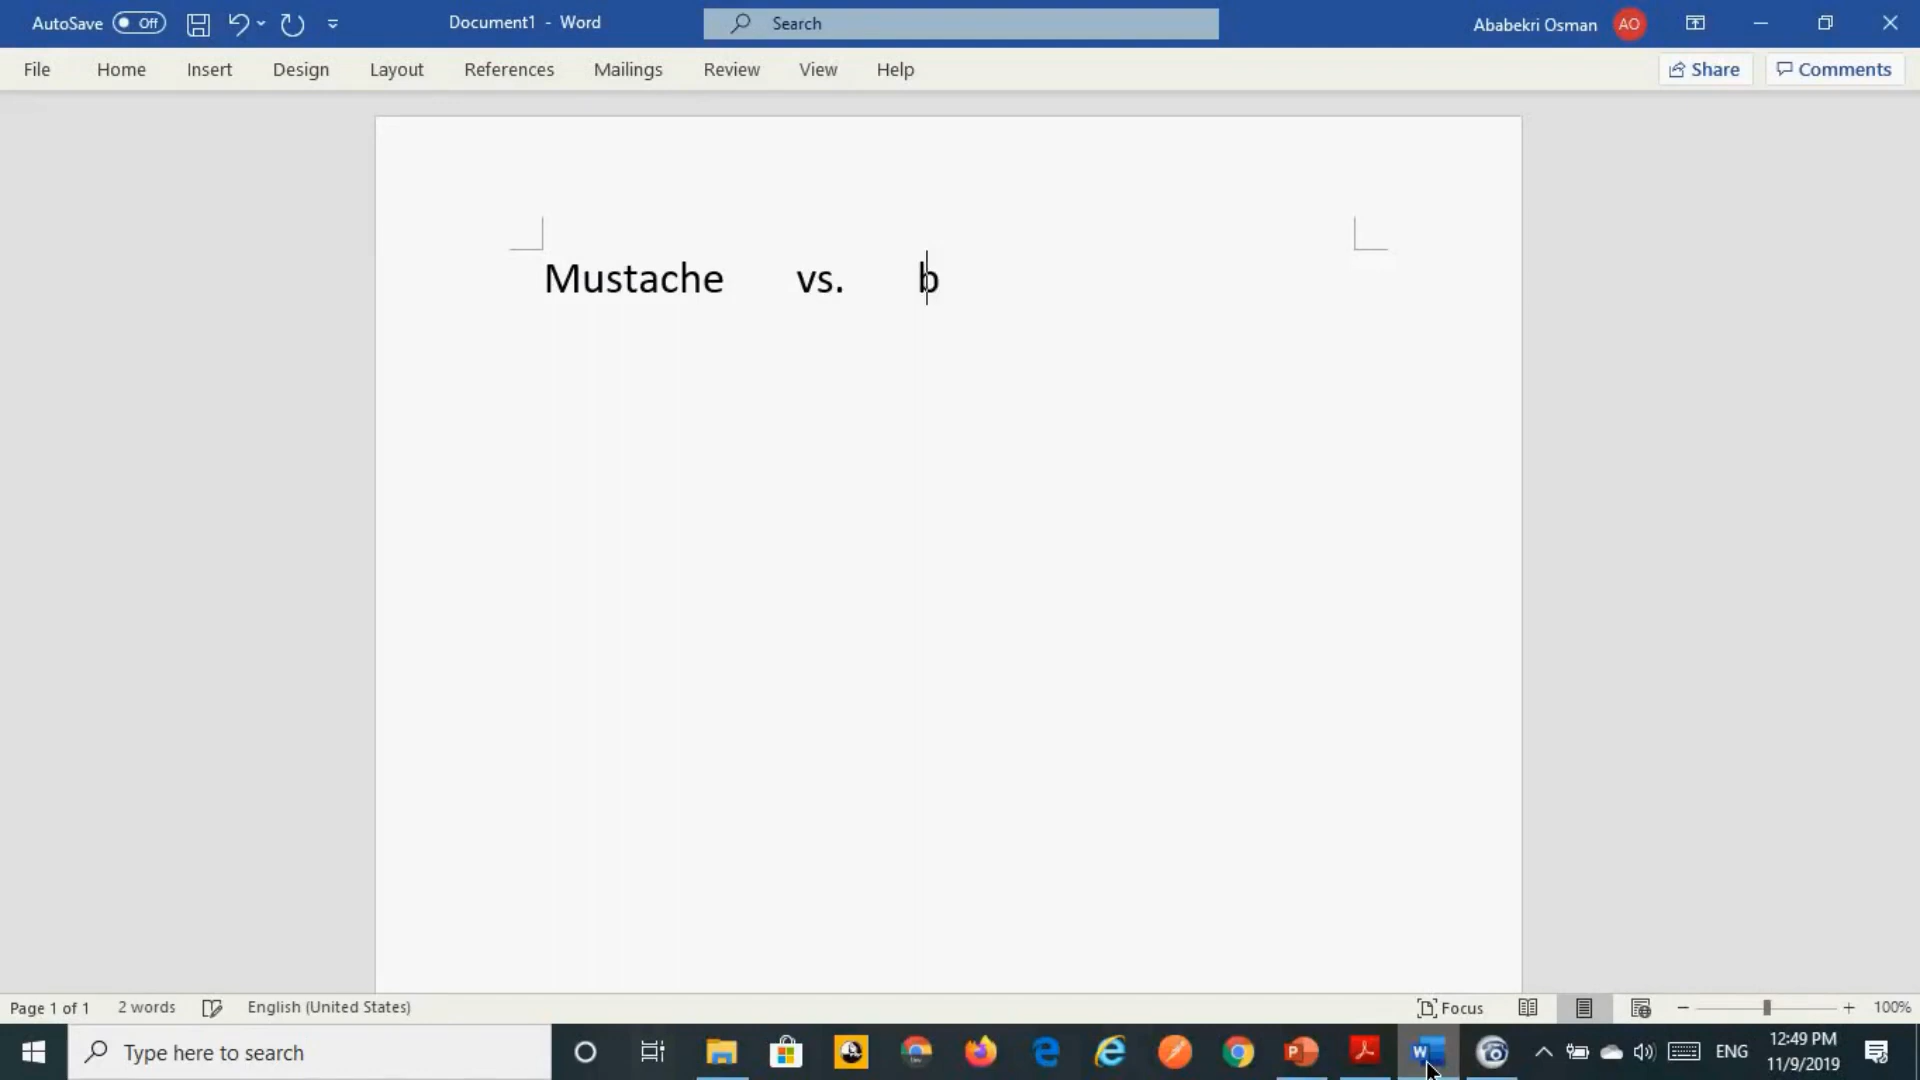 AutoSave Off Document1 - Word Search Ababekri Osman AO
File Home Insert Design Layout References Mailings Review View Help Share Comments
Mustache vs. b
Page 1 of 1 2 words English (United States) Focus 100%
Type here to search ENG 12:49 PM
11/9/2019